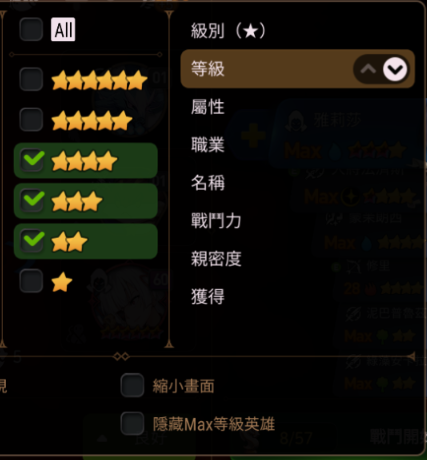 All
級別（★）
等級
屬性
職業
名稱
戰鬥力
親密度
獲得
縮小畫面
隱藏Max等級英雄
8/57
戰鬥開